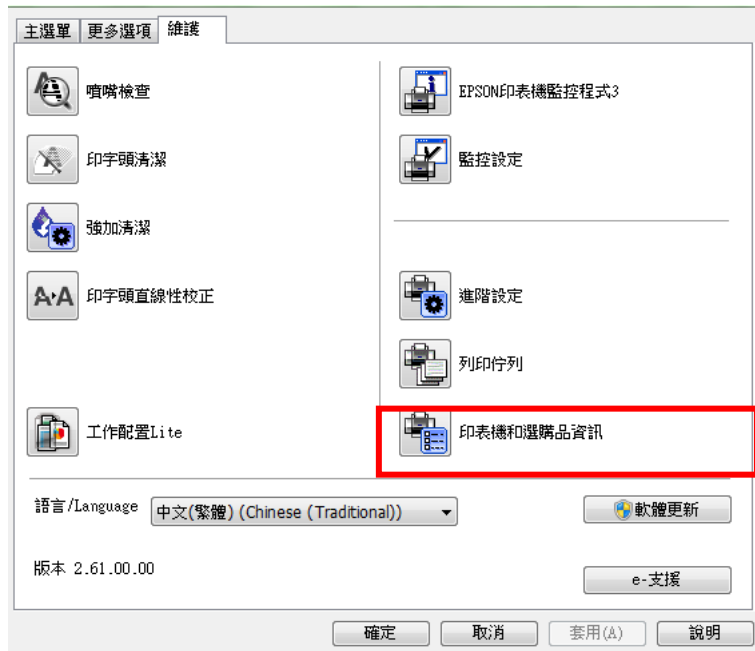 主選單 更多選項 維護
噴嘴檢查
印字頭清潔
強加清潔
印字頭直線性校正
工作配置Lite
EPSON印表機監控程式3
監控設定
進階設定
列印佇列
印表機和選購品資訊
語言/Language 中文(繁體) (Chinese (Traditional))
軟體更新
版本 2.61.00.00
e-支援
確定 取消 套用(A) 說明